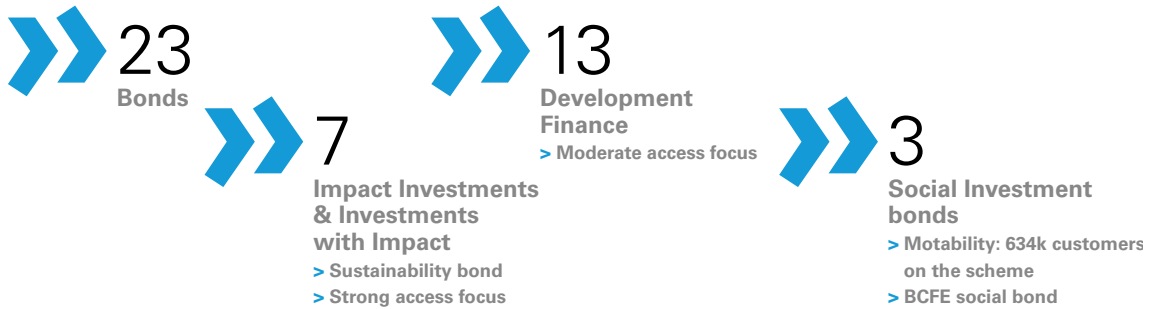 23
Bonds
7
Impact Investments
& Investments
with Impact
> Sustainability bond
> Strong access focus
13
Development
Finance
> Moderate access focus
3
Social Investment
bonds
> Motability: 634k customers
on the scheme
> BCFE social bond